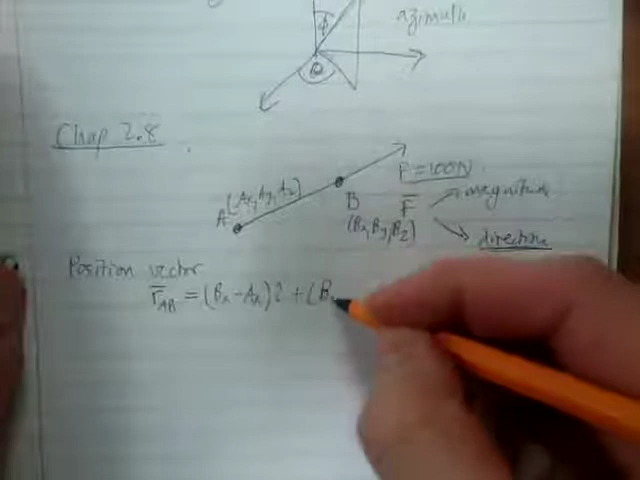 ϕ
azimuth
θ
Chap 2.8
F = 100N
A (Ax, Ay, Az)
B
F̅
magnitude
(Bx, By, Bz)
direction
Position vector
r̅AB = (Bx - Ax) î + (B